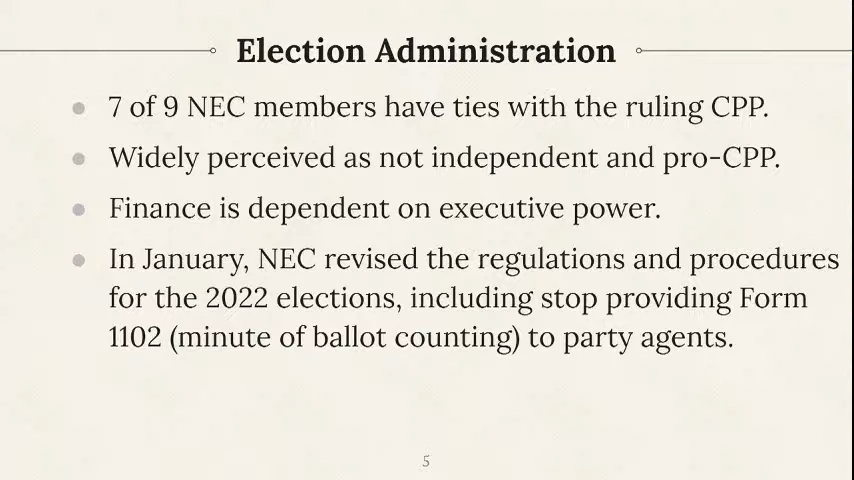 Election Administration
7 of 9 NEC members have ties with the ruling CPP.
Widely perceived as not independent and pro-CPP.
Finance is dependent on executive power.
In January, NEC revised the regulations and procedures
for the 2022 elections, including stop providing Form
1102 (minute of ballot counting) to party agents.
5